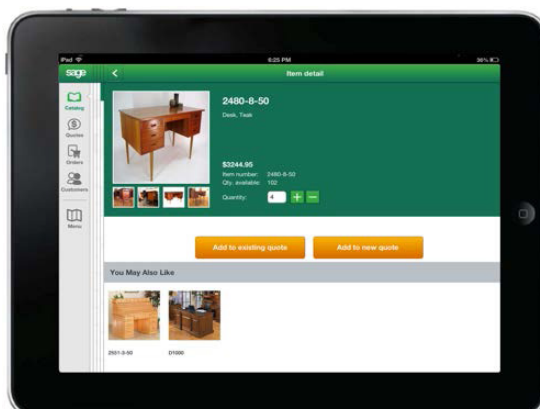 iPad
6:25 PM
36%
sage
Item detail
Catalog
Quotes
Orders
Customers
Menu
2480-8-50
Desk, Teak
$3244.95
Item number: 2480-8-50
Qty. available: 102
Quantity: 4
Add to existing quote
Add to new quote
You May Also Like
2551-3-50
D1000